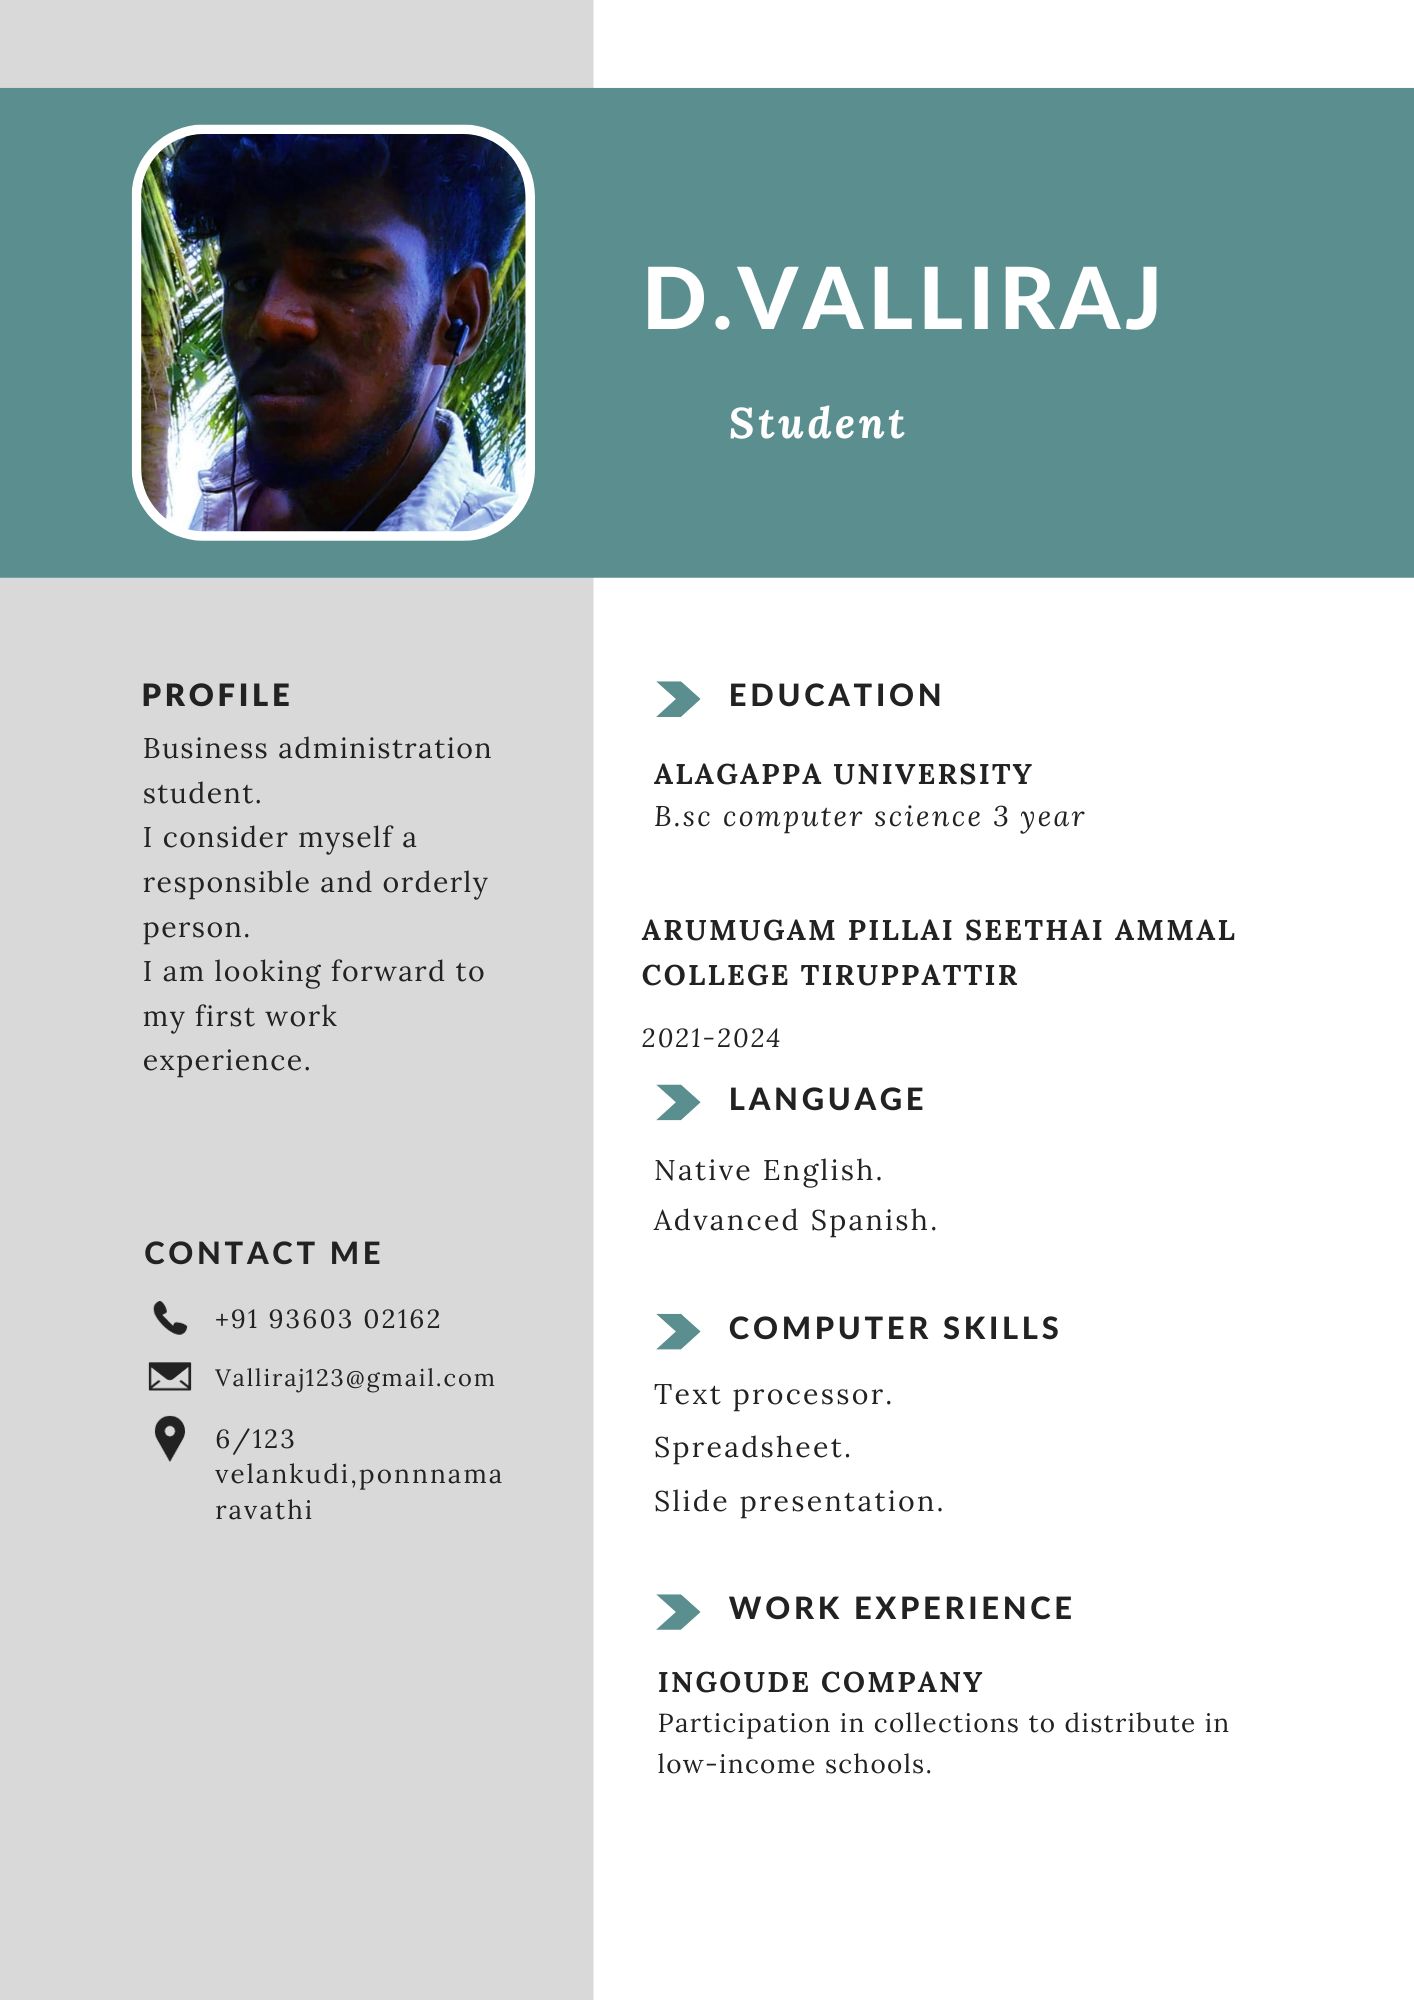 D.VALLIRAJ
Student
PROFILE
Business administration
student.
I consider myself a
responsible and orderly
person.
I am looking forward to
my first work
experience.
CONTACT ME
+91 93603 02162
Valliraj123@gmail.com
6/123
velankudi,ponnnama
ravathi
EDUCATION
ALAGAPPA UNIVERSITY
B.sc computer science 3 year
ARUMUGAM PILLAI SEETHAI AMMAL
COLLEGE TIRUPPATTIR
2021-2024
LANGUAGE
Native English.
Advanced Spanish.
COMPUTER SKILLS
Text processor.
Spreadsheet.
Slide presentation.
WORK EXPERIENCE
INGOUDE COMPANY
Participation in collections to distribute in
low-income schools.